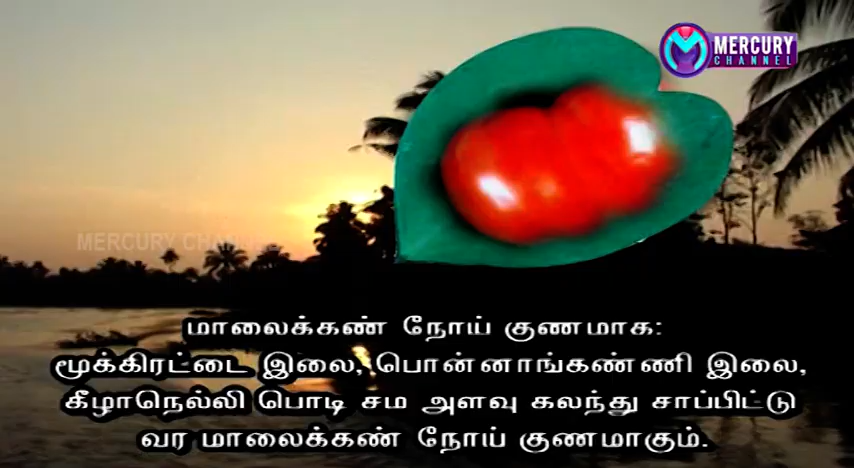 MERCURY
CHANNEL
MERCURY CHANNEL
மாலைக்கண் நோய் குணமாக:
மூக்கிரட்டை இலை, பொன்னாங்கண்ணி இலை,
கீழாநெல்லி பொடி சம அளவு கலந்து சாப்பிட்டு
வர மாலைக்கண் நோய் குணமாகும்.